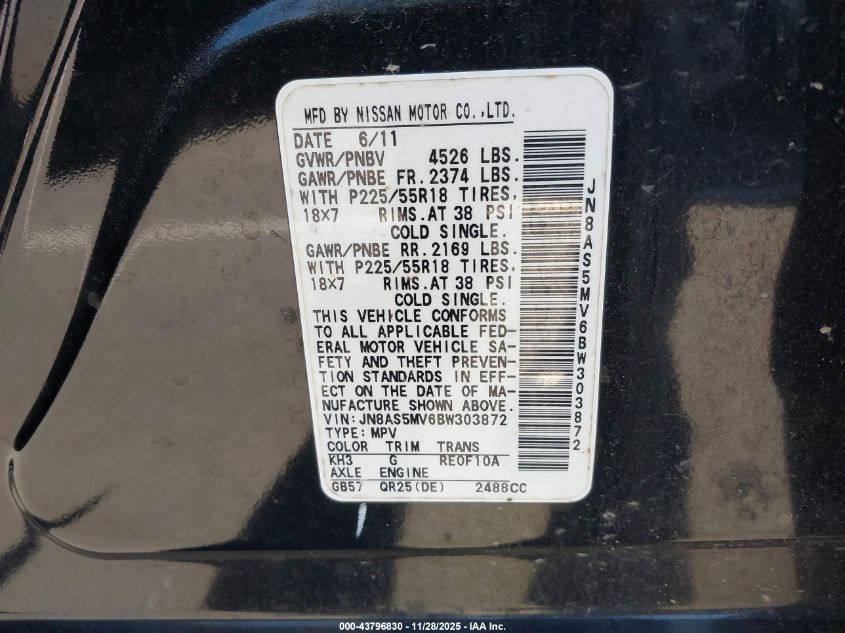 MFD BY NISSAN MOTOR CO.,LTD.
DATE 6/11
GVWR/PNBV 4526 LBS.
GAWR/PNBE FR. 2374 LBS.
WITH P225/55R18 TIRES,
18X7 RIMS.AT 38 PSI
COLD SINGLE.
GAWR/PNBE RR. 2169 LBS.
WITH P225/55R18 TIRES,
18X7 RIMS.AT 38 PSI
COLD SINGLE.
THIS VEHICLE CONFORMS
TO ALL APPLICABLE FED-
ERAL MOTOR VEHICLE SA-
FETY AND THEFT PREVEN-
TION STANDARDS IN EFF-
ECT ON THE DATE OF MA-
NUFACTURE SHOWN ABOVE.
VIN: JN8AS5MV6BW303872
TYPE: MPV
COLOR TRIM TRANS
KH3 G RE0F10A
AXLE ENGINE
GB57 QR25(DE) 2488CC
JN8AS5MV6BW303872
000-43796830 - 11/28/2025 - IAA Inc.